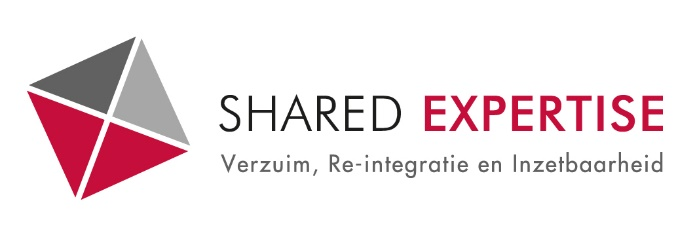 SHARED EXPERTISE
Verzuim, Re-integratie en Inzetbaarheid